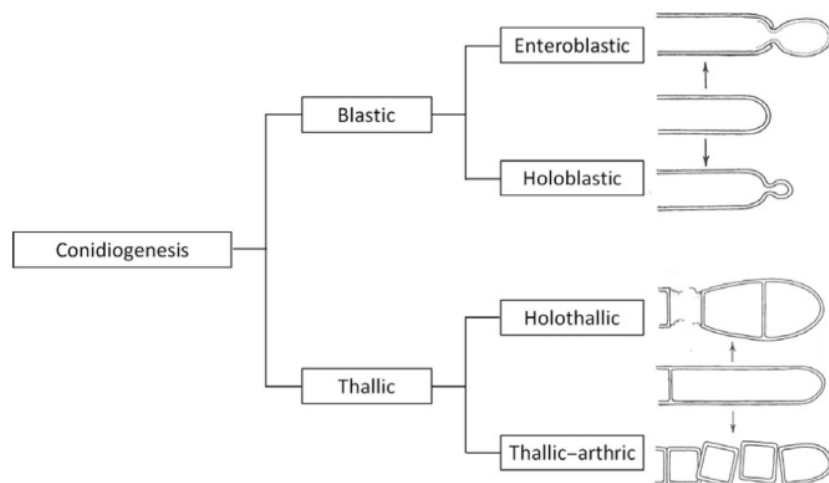 Enteroblastic
Blastic
Holoblastic
Conidiogenesis
Holothallic
Thallic
Thallic–arthric